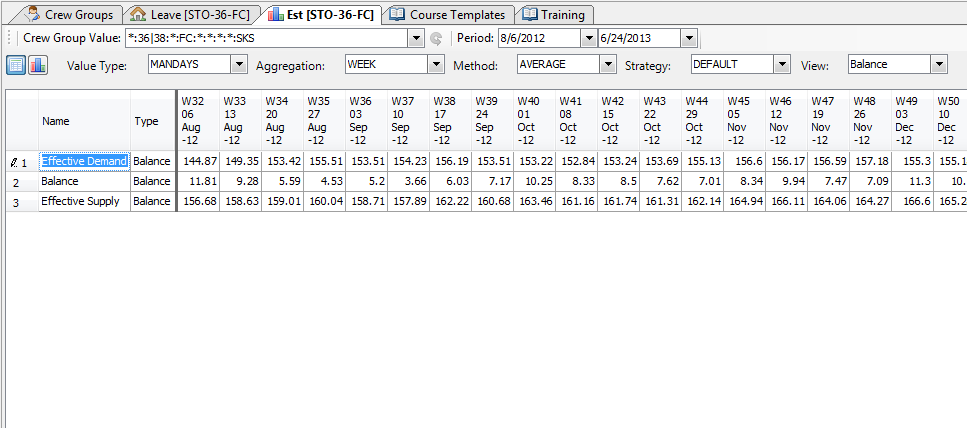 Crew Groups Leave [STO-36-FC] Est [STO-36-FC] Course Templates Training
Crew Group Value: *:36|38:*:FC:*:*:*:*:SKS Period: 8/6/2012 6/24/2013
Value Type: MANDAYS Aggregation: WEEK Method: AVERAGE Strategy: DEFAULT View: Balance
W32 W33 W34 W35 W36 W37 W38 W39 W40 W41 W42 W43 W44 W45 W46 W47 W48 W49 W50
06 13 20 27 03 10 17 24 01 08 15 22 29 05 12 19 26 03 10
Name Type Aug Aug Aug Aug Sep Sep Sep Sep Oct Oct Oct Oct Oct Nov Nov Nov Nov Dec Dec
-12 -12 -12 -12 -12 -12 -12 -12 -12 -12 -12 -12 -12 -12 -12 -12 -12 -12 -12
1 Effective Demand Balance 144.87 149.35 153.42 155.51 153.51 154.23 156.19 153.51 153.22 152.84 153.24 153.69 155.13 156.6 156.17 156.59 157.18 155.3 155.1
2 Balance Balance 11.81 9.28 5.59 4.53 5.2 3.66 6.03 7.17 10.25 8.33 8.5 7.62 7.01 8.34 9.94 7.47 7.09 11.3 10.
3 Effective Supply Balance 156.68 158.63 159.01 160.04 158.71 157.89 162.22 160.68 163.46 161.16 161.74 161.31 162.14 164.94 166.11 164.06 164.27 166.6 165.2